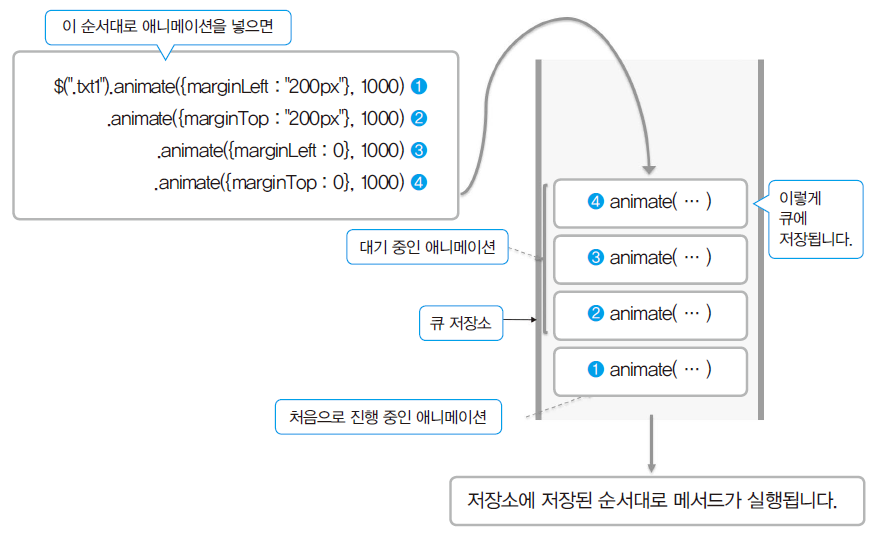 이 순서대로 애니메이션을 넣으면
$(".txt1").animate({marginLeft : "200px"}, 1000) ❶
.animate({marginTop : "200px"}, 1000) ❷
.animate({marginLeft : 0}, 1000) ❸
.animate({marginTop : 0}, 1000) ❹
❹ animate( … )
이렇게
큐에
저장됩니다.
대기 중인 애니메이션
❸ animate( … )
큐 저장소
❷ animate( … )
❶ animate( … )
처음으로 진행 중인 애니메이션
저장소에 저장된 순서대로 메서드가 실행됩니다.